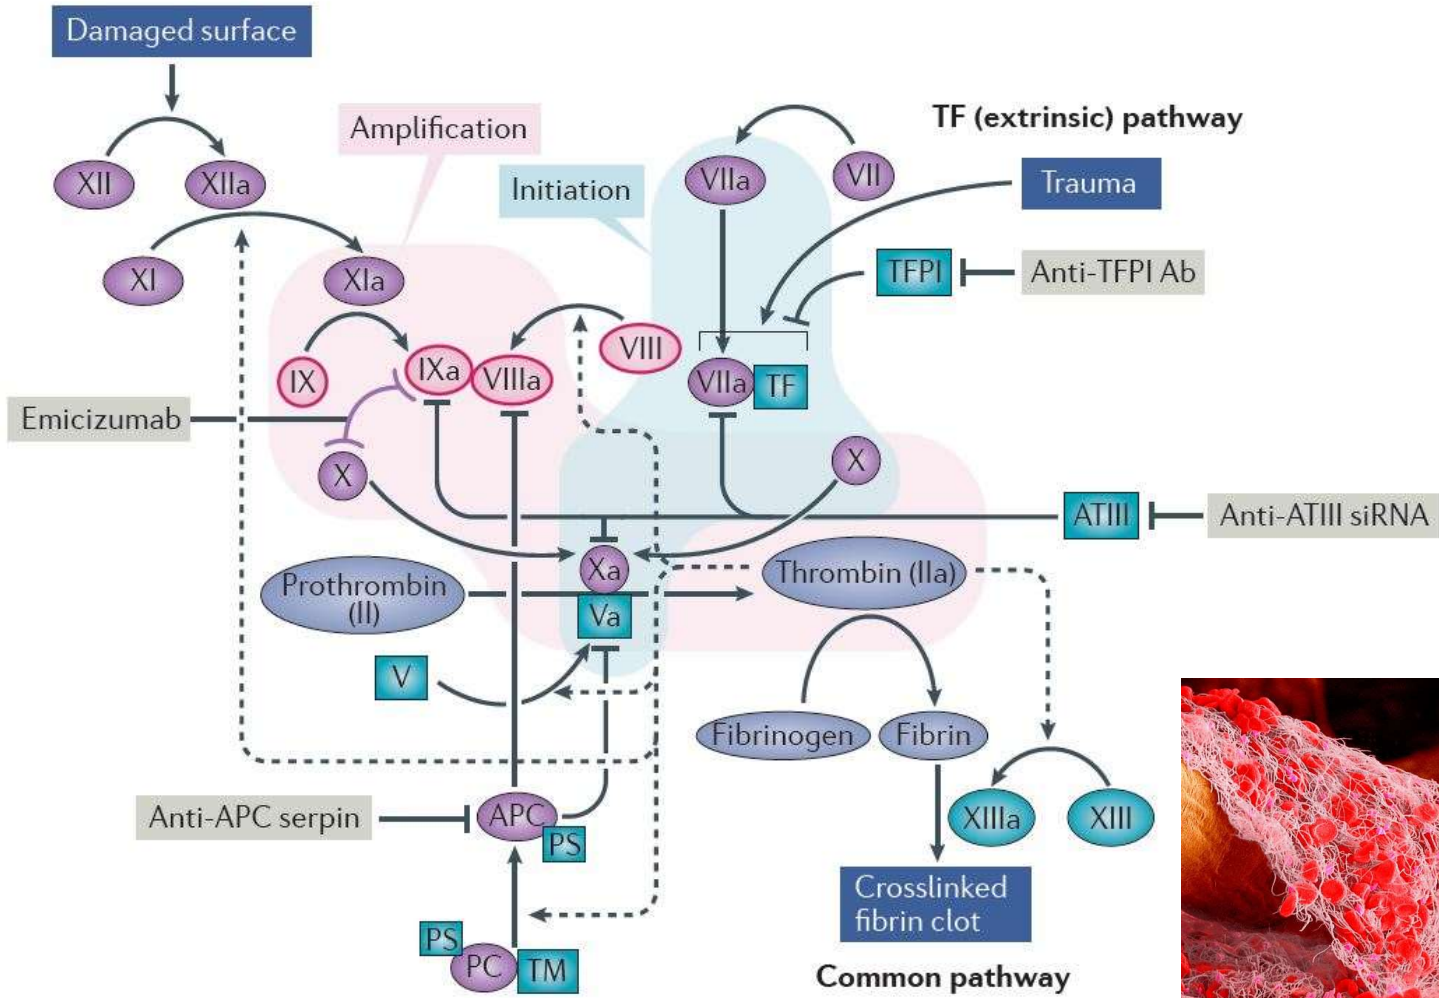 Damaged surface
Amplification
TF (extrinsic) pathway
XII
XIIa
Initiation
VIIa
VII
Trauma
XI
XIa
TFPI
Anti-TFPI Ab
IX
IXa
VIIIa
VIII
VIIa
TF
Emicizumab
X
X
ATIII
Anti-ATIII siRNA
Prothrombin
(II)
Xa
Va
Thrombin (IIa)
V
Fibrinogen
Fibrin
Anti-APC serpin
APC
PS
XIIIa
XIII
Crosslinked
fibrin clot
PS
PC
TM
Common pathway